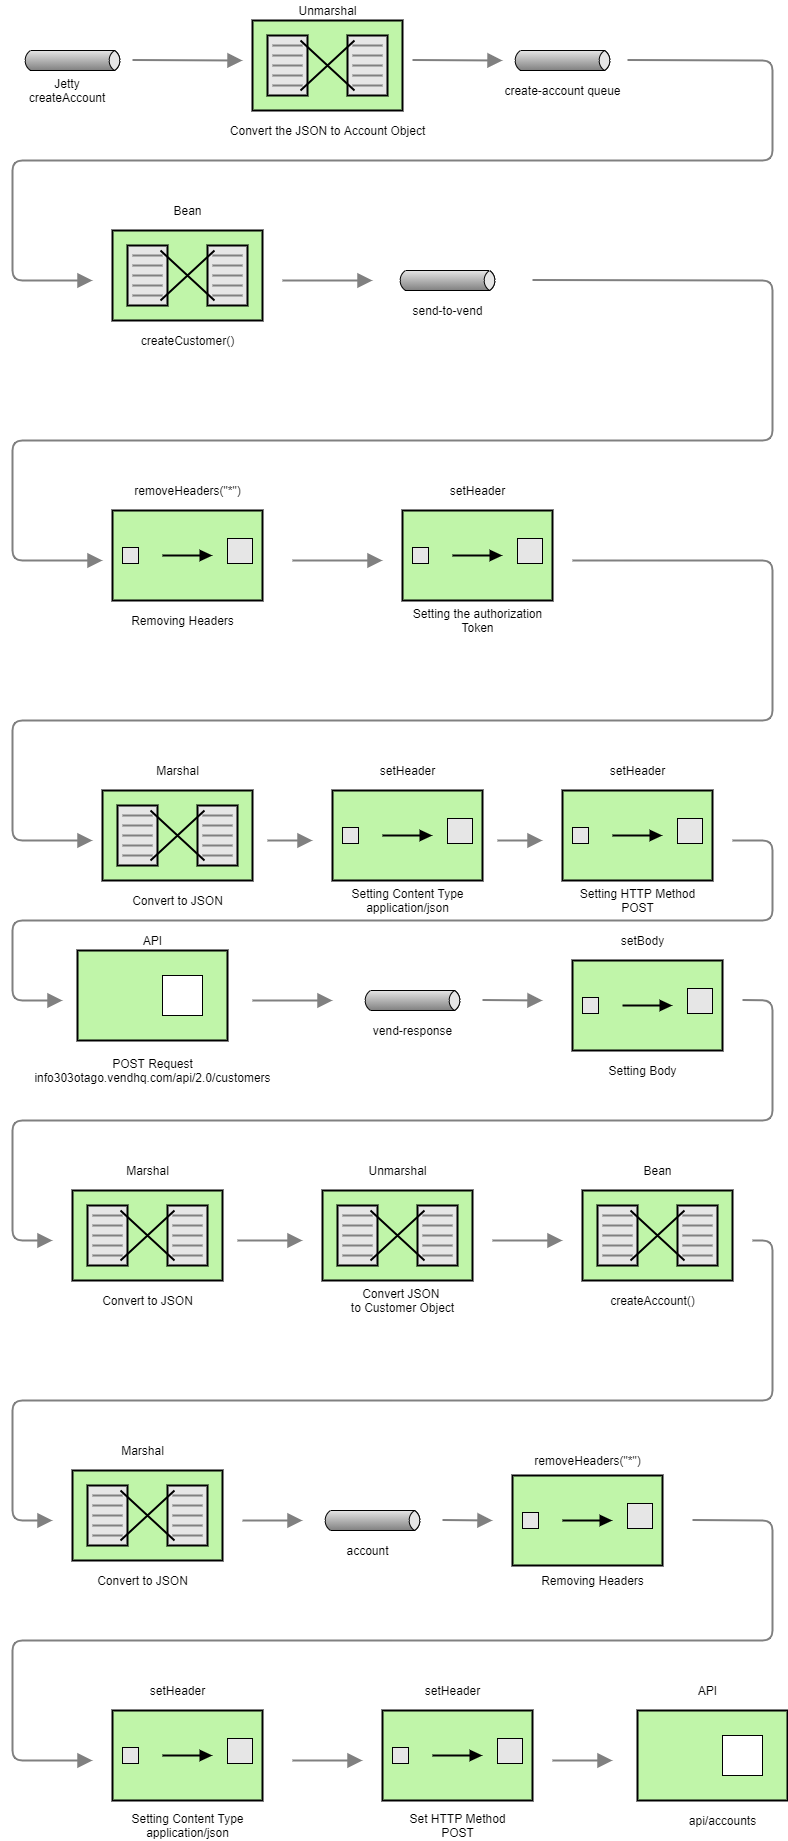 Unmarshal
Jetty
createAccount
create-account queue
Convert the JSON to Account Object
Bean
createCustomer()
send-to-vend
removeHeaders("*")
setHeader
Removing Headers
Setting the authorization
Token
Marshal
setHeader
setHeader
Convert to JSON
Setting Content Type
application/json
Setting HTTP Method
POST
API
setBody
POST Request
info303otago.vendhq.com/api/2.0/customers
vend-response
Setting Body
Marshal
Unmarshal
Bean
Convert to JSON
Convert JSON
to Customer Object
createAccount()
Marshal
removeHeaders("*")
Convert to JSON
account
Removing Headers
setHeader
setHeader
API
Setting Content Type
application/json
Set HTTP Method
POST
api/accounts